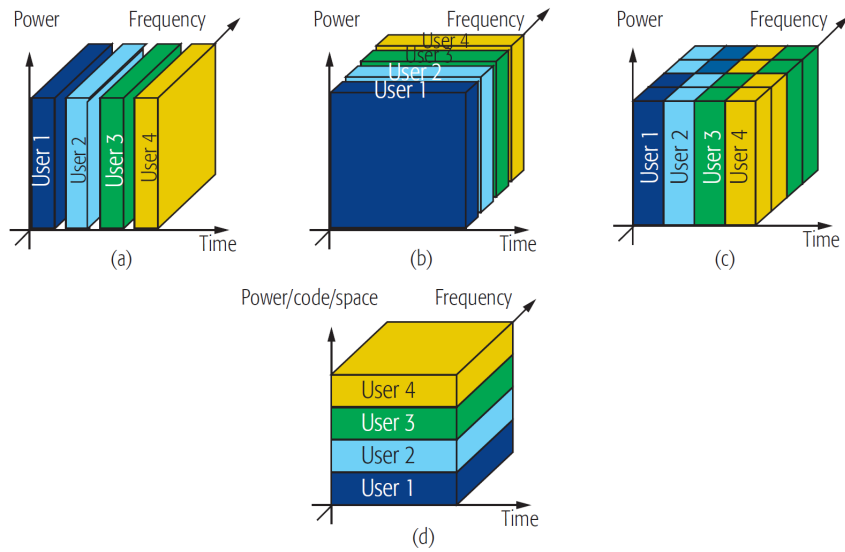 Power
Frequency
User 1
User 2
User 3
User 4
Time
(a)
Power
Frequency
User 4
User 3
User 2
User 1
Time
(b)
Power
Frequency
User 1
User 2
User 3
User 4
Time
(c)
Power/code/space
Frequency
User 4
User 3
User 2
User 1
Time
(d)